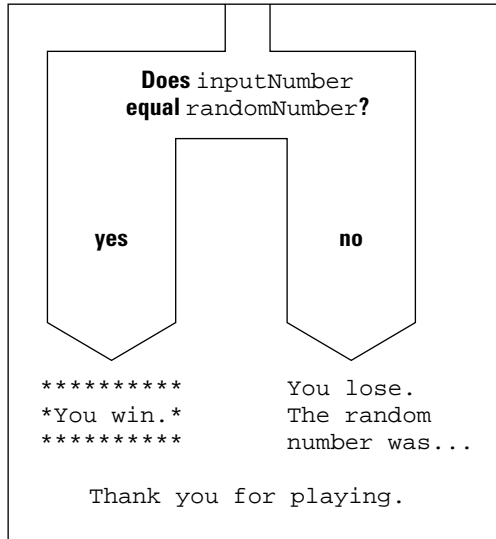 Does inputNumber
equal randomNumber?
yes
no
**********
*You win.*
**********
You lose.
The random
number was...
Thank you for playing.